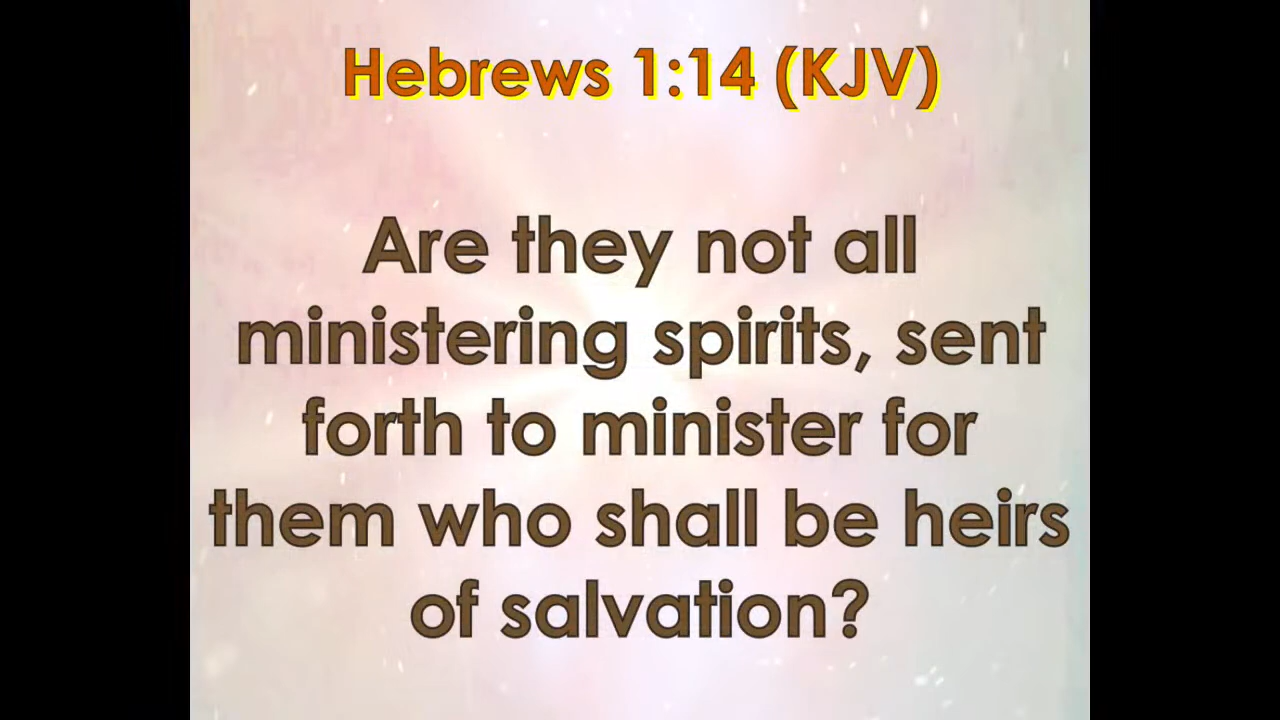 Hebrews 1:14 (KJV)
Are they not all
ministering spirits, sent
forth to minister for
them who shall be heirs
of salvation?